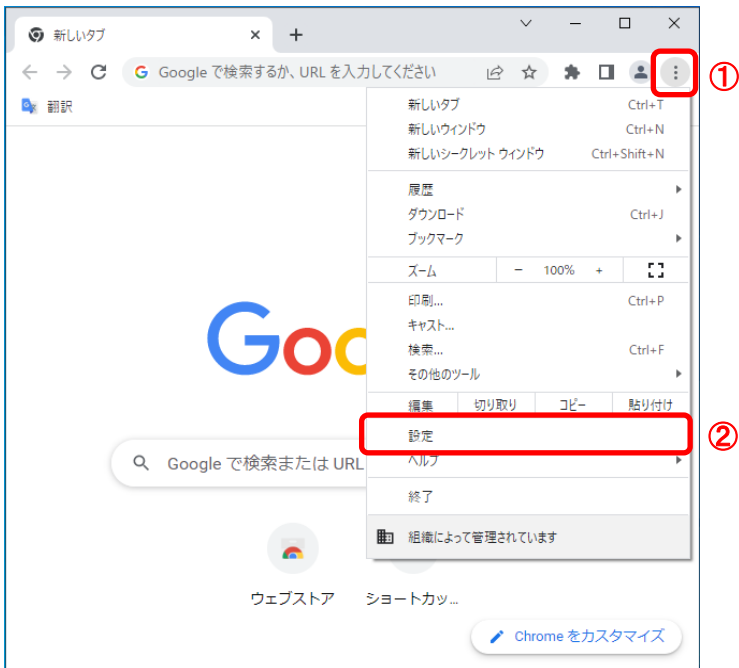 新しいタブ
Google で検索するか、URL を入力してください
①
翻訳
新しいタブ Ctrl+T
新しいウィンドウ Ctrl+N
新しいシークレット ウィンドウ Ctrl+Shift+N
履歴
ダウンロード Ctrl+J
ブックマーク
ズーム − 100% +
印刷... Ctrl+P
キャスト...
検索... Ctrl+F
その他のツール
編集 切り取り コピー 貼り付け
設定
②
ヘルプ
終了
組織によって管理されています
Goo
Google で検索または URL
ウェブストア ショートカッ...
Chrome をカスタマイズ